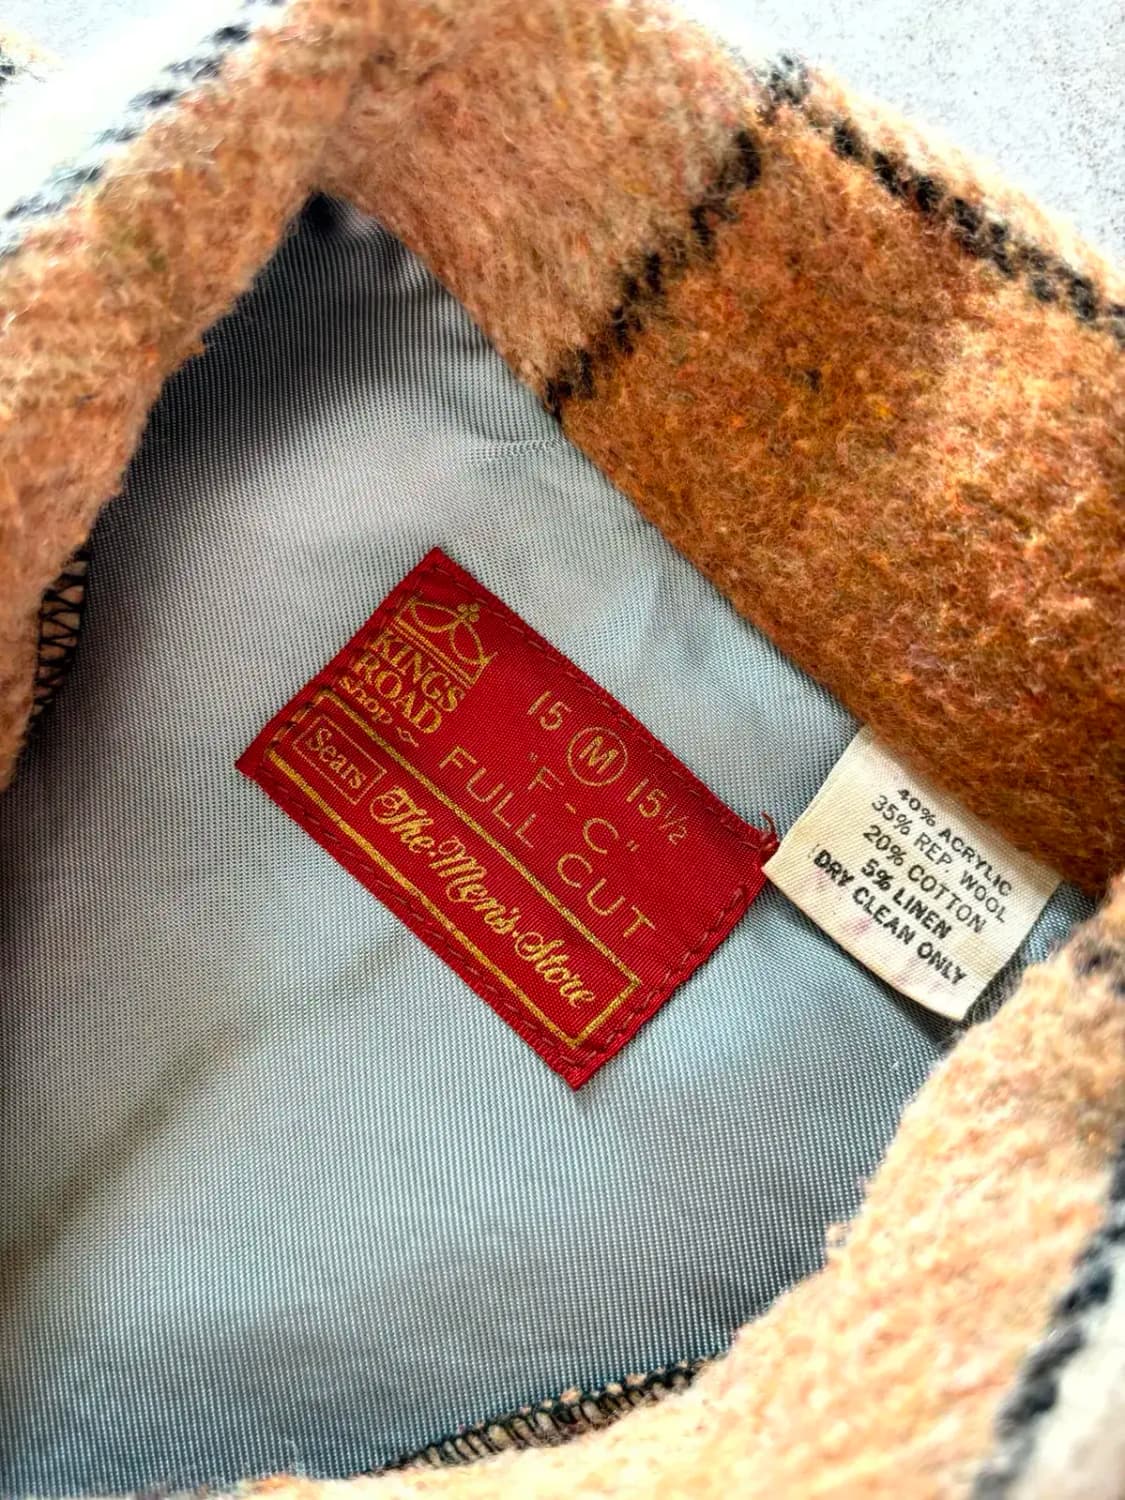 KINGS
ROAD
Shop
15 M 15½
"F-C"
FULL CUT
Sears The Men's Store
40% ACRYLIC
35% REP. WOOL
20% COTTON
5% LINEN
DRY CLEAN ONLY